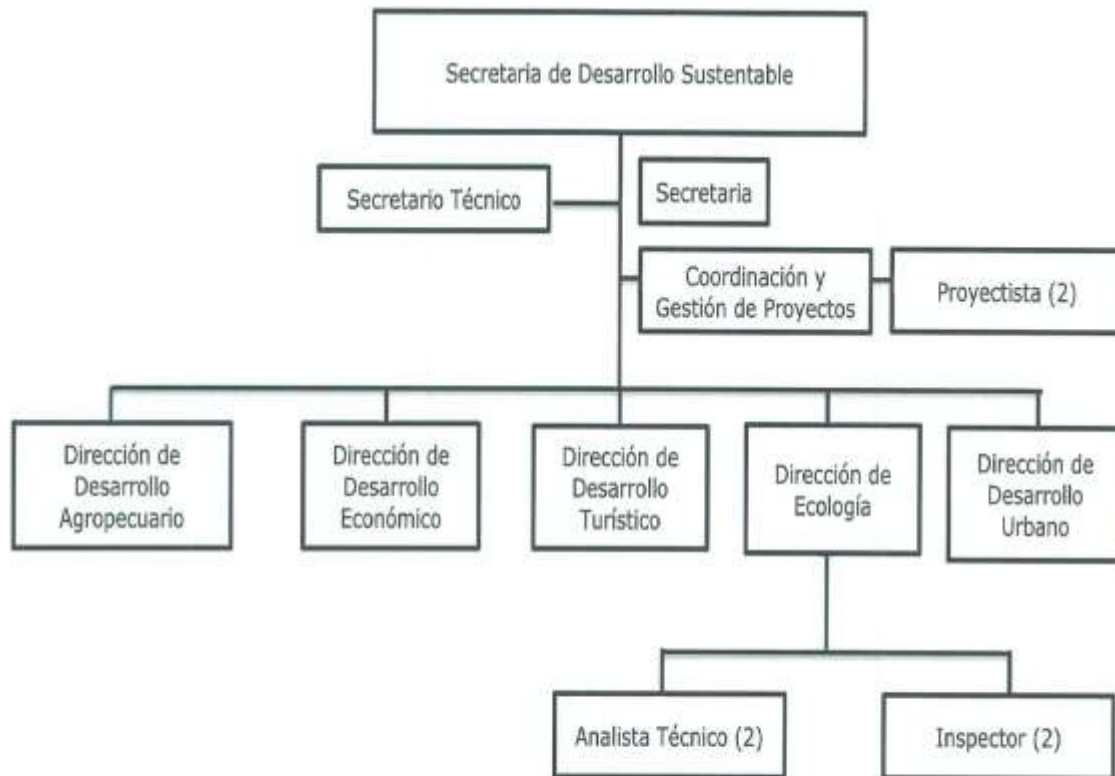 Secretaria de Desarrollo Sustentable
Secretario Técnico
Secretaria
Coordinación y
Gestión de Proyectos
Proyectista (2)
Dirección de
Desarrollo
Agropecuario
Dirección de
Desarrollo
Económico
Dirección de
Desarrollo
Turístico
Dirección de
Ecología
Dirección de
Desarrollo
Urbano
Analista Técnico (2)
Inspector (2)